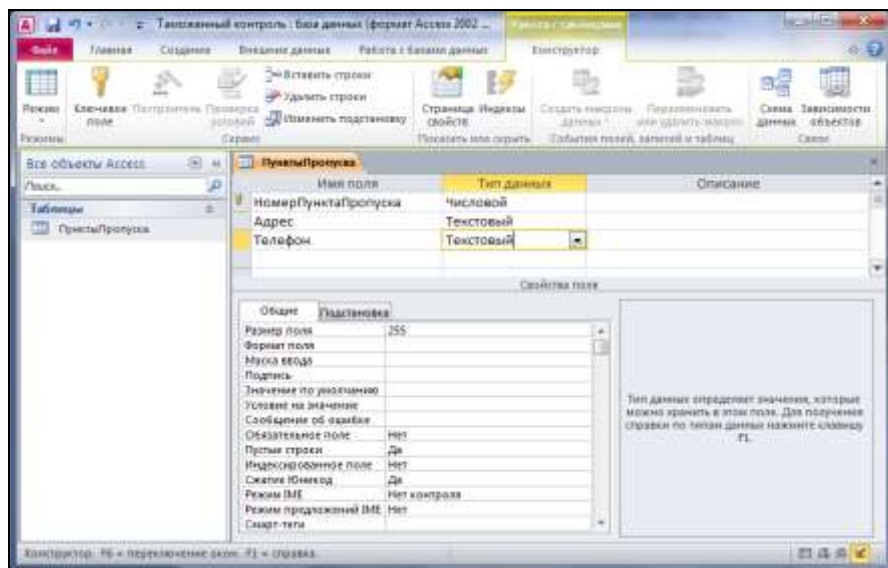 Таможенный контроль : база данных (формат Access 2002 ...
Работа с таблицами
Файл Главная Создание Внешние данные Работа с базами данных Конструктор
Режим
Ключевое поле
Построитель
Проверка условий
Вставить строки
Удалить строки
Изменить подстановку
Страница свойств
Индексы
Создать макросы данных
Переименовать или удалить макрос
Схема данных
Зависимости объектов
Режимы Сервис Показать или скрыть События полей, записей и таблиц Связи
Все объекты Access
Поиск...
Таблицы
ПунктыПропуска
ПунктыПропуска
Имя поля Тип данных Описание
НомерПунктаПропуска Числовой
Адрес Текстовый
Телефон Текстовый
Свойства поля
Общие Подстановка
Размер поля 255
Формат поля
Маска ввода
Подпись
Значение по умолчанию
Условие на значение
Сообщение об ошибке
Обязательное поле Нет
Пустые строки Да
Индексированное поле Нет
Сжатие Юникод Да
Режим IME Нет контроля
Режим предложений IME Нет
Смарт-теги
Тип данных определяет значения, которые
можно хранить в этом поле. Для получения
справки по типам данных нажмите клавишу
F1.
Конструктор. F6 = переключение окон. F1 = справка.